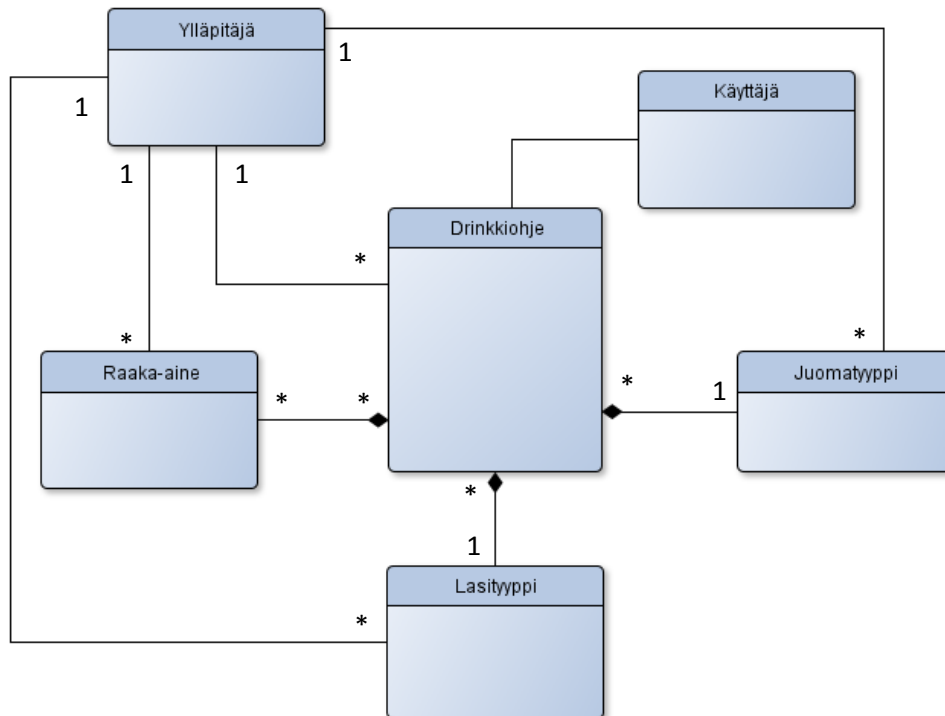 Ylläpitäjä
1
1
Käyttäjä
1
1
Drinkkiohje
*
*
*
Raaka-aine
Juomatyyppi
*
*
*
1
*
1
Lasityyppi
*